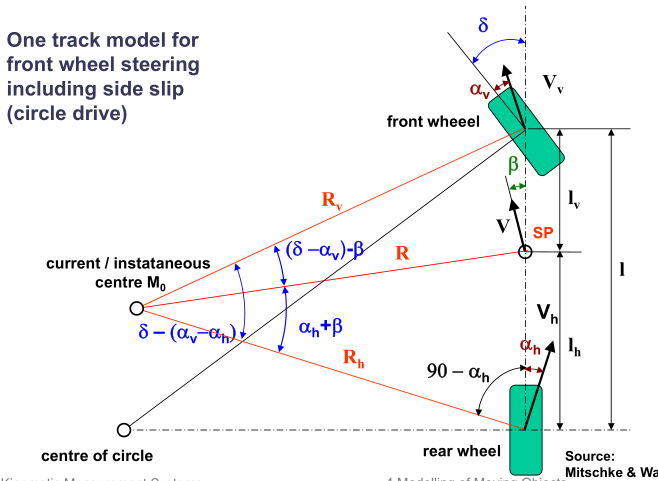 One track model for
front wheel steering
including side slip
(circle drive)
δ
αv
Vv
front wheeel
β
lv
Rv
V
SP
(δ –αv)-β
R
current / instataneous
centre M0
l
Vh
δ – (αv–αh)
αh+β
αh
lh
Rh
90 – αh
centre of circle
rear wheel
Source:
Mitschke & Wa